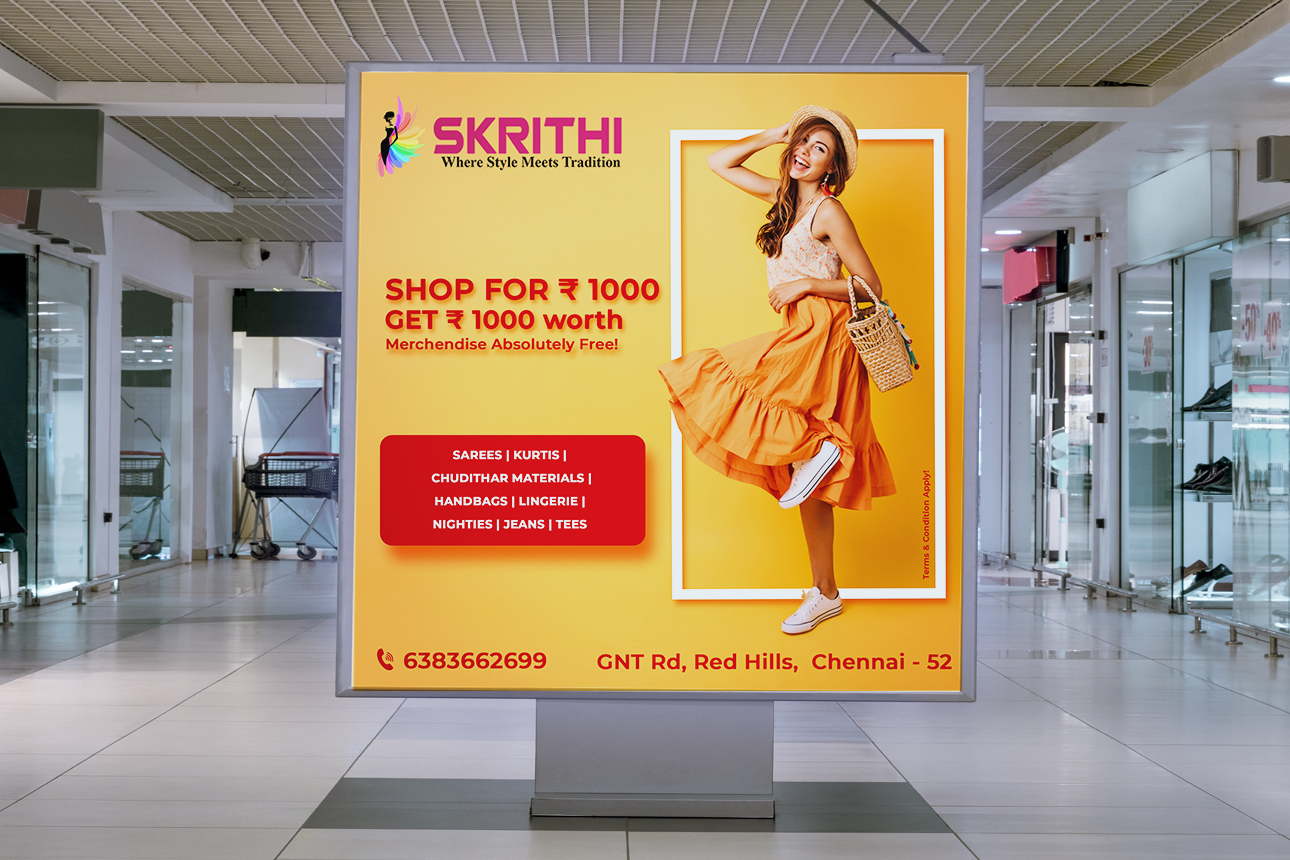 SKRITHI
Where Style Meets Tradition
SHOP FOR ₹ 1000
GET ₹ 1000 worth
Merchendise Absolutely Free!
SAREES | KURTIS |
CHUDITHAR MATERIALS |
HANDBAGS | LINGERIE |
NIGHTIES | JEANS | TEES
Terms & Condition Apply!
6383662699
GNT Rd, Red Hills, Chennai - 52